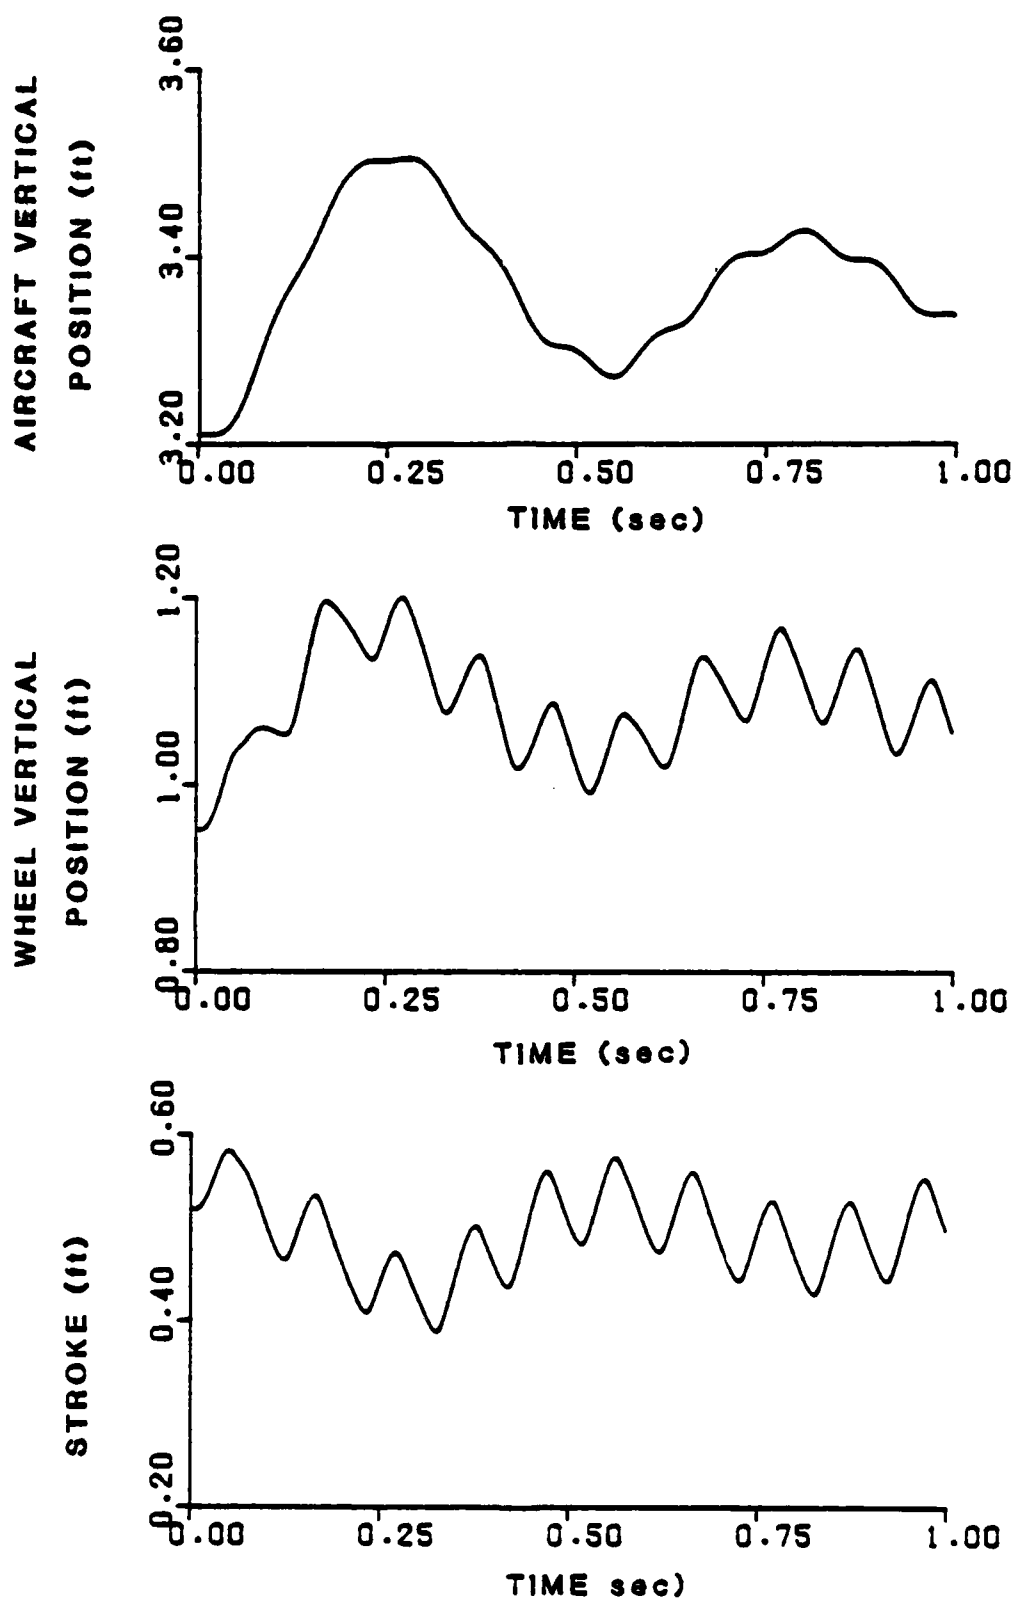 AIRCRAFT VERTICAL
POSITION (ft)
3.60
3.40
3.20
0.00 0.25 0.50 0.75 1.00
TIME (sec)
WHEEL VERTICAL
POSITION (ft)
1.20
1.00
0.80
0.00 0.25 0.50 0.75 1.00
TIME (sec)
STROKE (ft)
0.60
0.40
0.20
0.00 0.25 0.50 0.75 1.00
TIME sec)